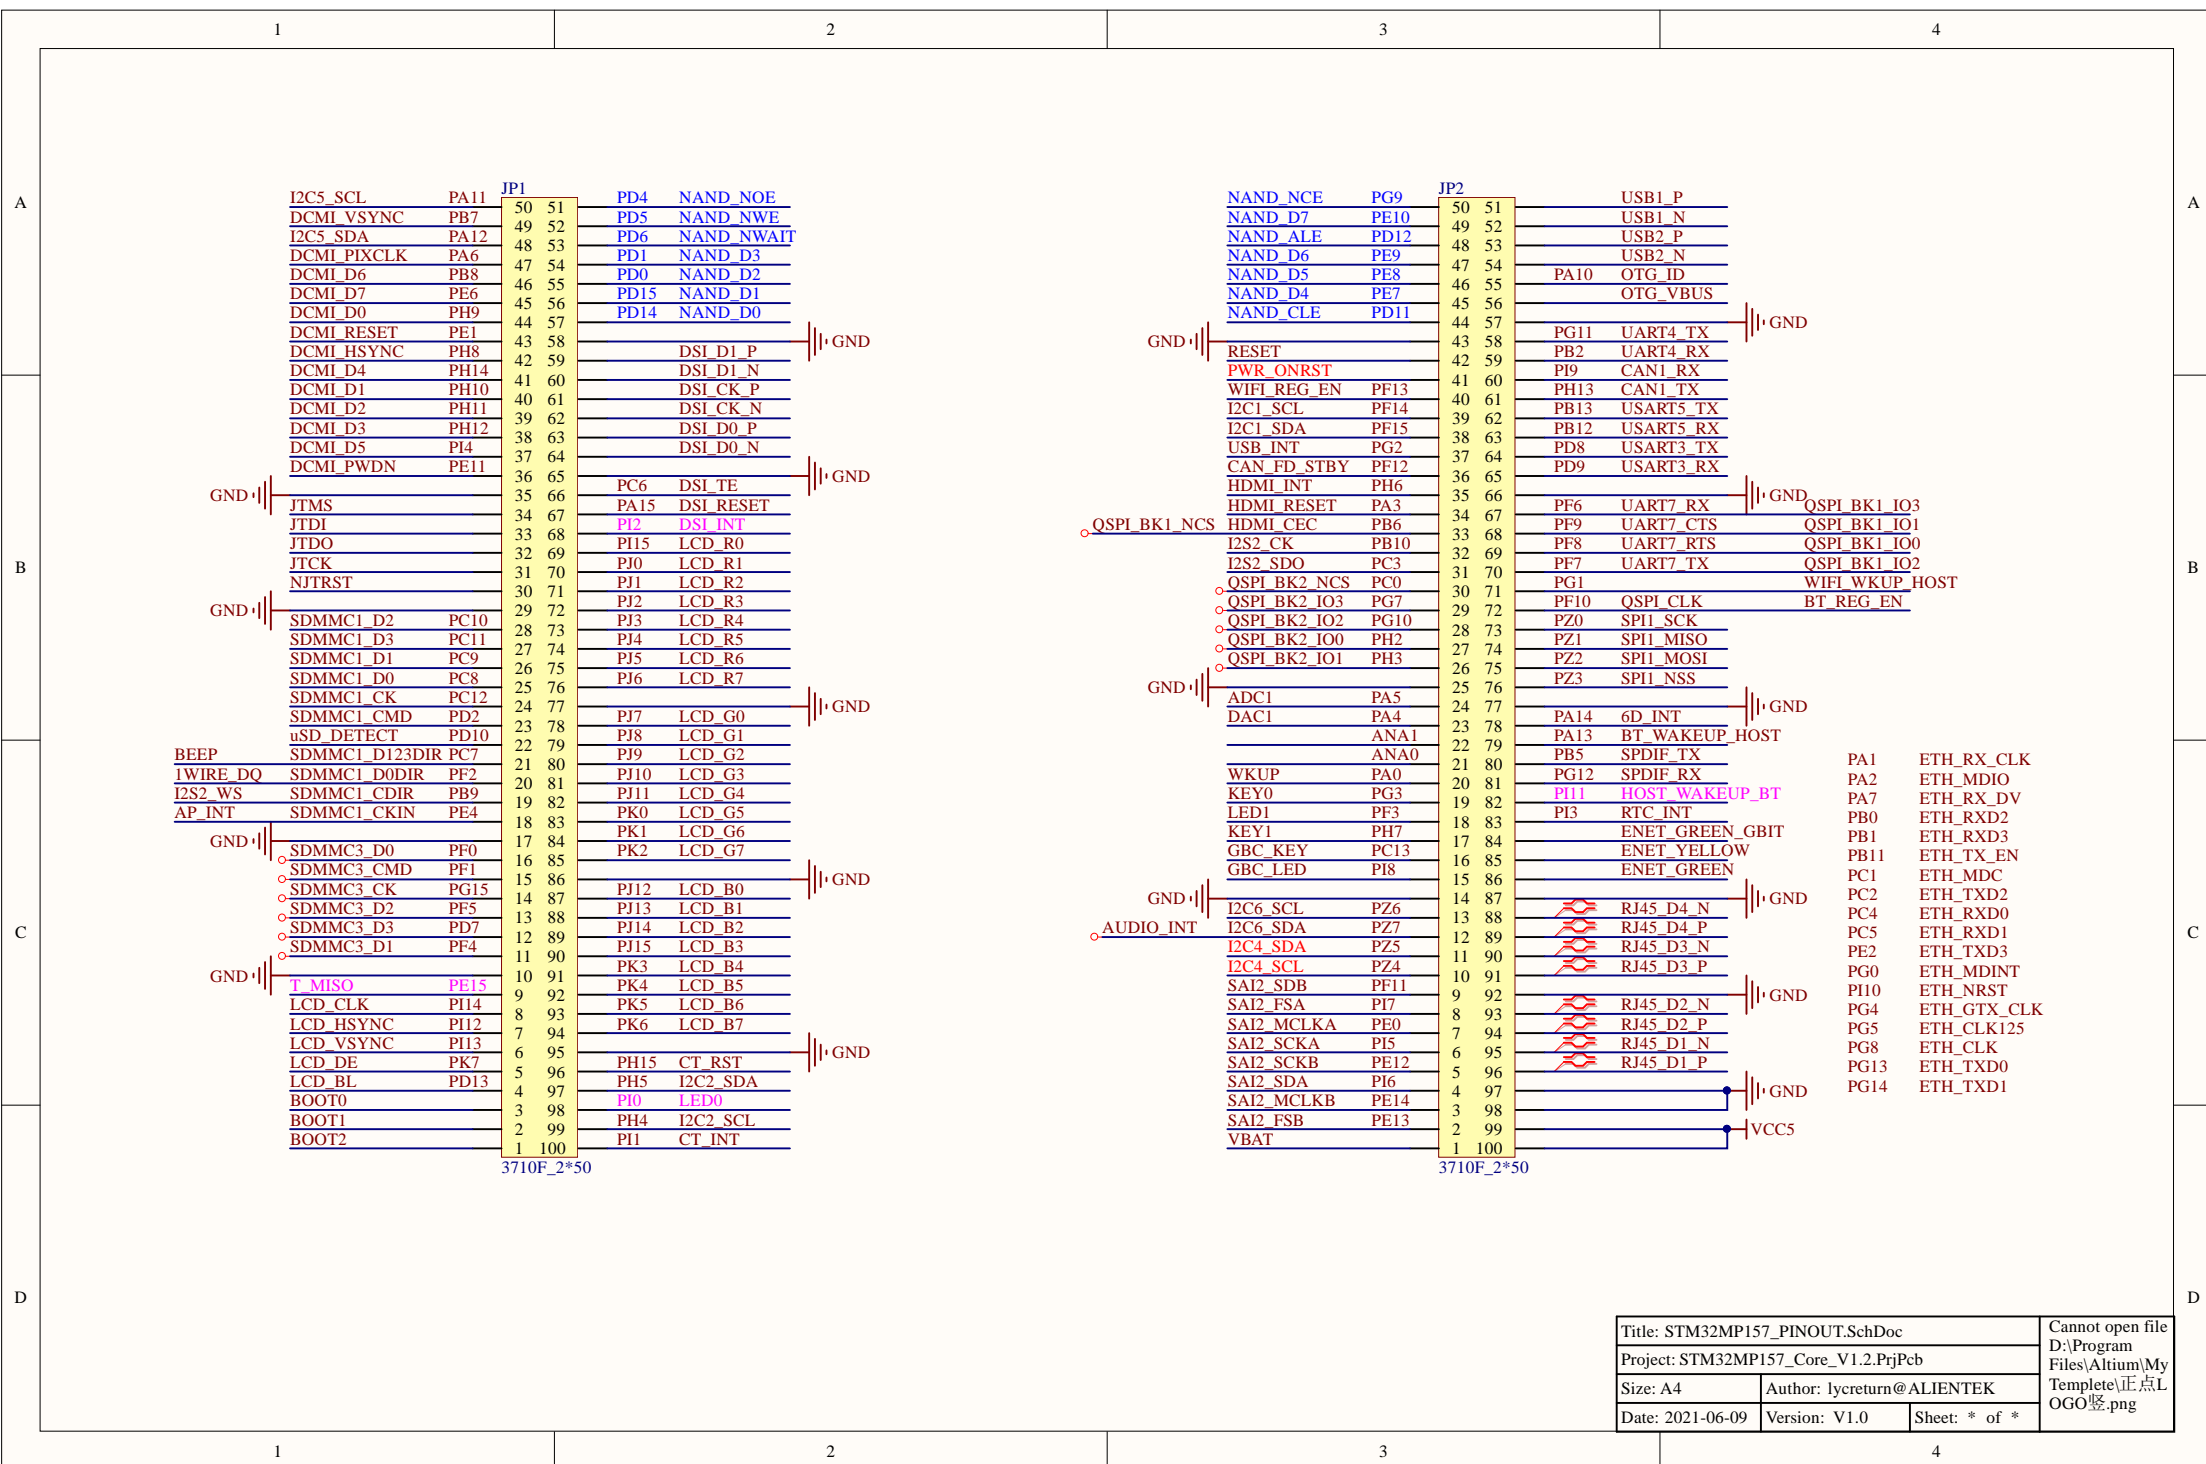 1 2 3 4
A A
JP1
I2C5_SCL PA11 50 51 PD4 NAND_NOE
DCMI_VSYNC PB7 49 52 PD5 NAND_NWE
I2C5_SDA PA12 48 53 PD6 NAND_NWAIT
DCMI_PIXCLK PA6 47 54 PD1 NAND_D3
DCMI_D6 PB8 46 55 PD0 NAND_D2
DCMI_D7 PE6 45 56 PD15 NAND_D1
DCMI_D0 PH9 44 57 PD14 NAND_D0
DCMI_RESET PE1 43 58 GND
DCMI_HSYNC PH8 42 59 DSI_D1_P
DCMI_D4 PH14 41 60 DSI_D1_N
DCMI_D1 PH10 40 61 DSI_CK_P
DCMI_D2 PH11 39 62 DSI_CK_N
DCMI_D3 PH12 38 63 DSI_D0_P
DCMI_D5 PI4 37 64 DSI_D0_N
DCMI_PWDN PE11 36 65 GND
GND 35 66 PC6 DSI_TE
JTMS 34 67 PA15 DSI_RESET
JTDI 33 68 PI2 DSI_INT
JTDO 32 69 PI15 LCD_R0
JTCK 31 70 PJ0 LCD_R1
NJTRST 30 71 PJ1 LCD_R2
GND 29 72 PJ2 LCD_R3
SDMMC1_D2 PC10 28 73 PJ3 LCD_R4
SDMMC1_D3 PC11 27 74 PJ4 LCD_R5
SDMMC1_D1 PC9 26 75 PJ5 LCD_R6
SDMMC1_D0 PC8 25 76 PJ6 LCD_R7
SDMMC1_CK PC12 24 77 GND
SDMMC1_CMD PD2 23 78 PJ7 LCD_G0
uSD_DETECT PD10 22 79 PJ8 LCD_G1
BEEP SDMMC1_D123DIR PC7 21 80 PJ9 LCD_G2
1WIRE_DQ SDMMC1_D0DIR PF2 20 81 PJ10 LCD_G3
I2S2_WS SDMMC1_CDIR PB9 19 82 PJ11 LCD_G4
AP_INT SDMMC1_CKIN PE4 18 83 PK0 LCD_G5
GND 17 84 PK1 LCD_G6
SDMMC3_D0 PF0 16 85 PK2 LCD_G7
SDMMC3_CMD PF1 15 86 GND
SDMMC3_CK PG15 14 87 PJ12 LCD_B0
SDMMC3_D2 PF5 13 88 PJ13 LCD_B1
SDMMC3_D3 PD7 12 89 PJ14 LCD_B2
SDMMC3_D1 PF4 11 90 PJ15 LCD_B3
GND 10 91 PK3 LCD_B4
T_MISO PE15 9 92 PK4 LCD_B5
LCD_CLK PI14 8 93 PK5 LCD_B6
LCD_HSYNC PI12 7 94 PK6 LCD_B7
LCD_VSYNC PI13 6 95 GND
LCD_DE PK7 5 96 PH15 CT_RST
LCD_BL PD13 4 97 PH5 I2C2_SDA
BOOT0 3 98 PI0 LED0
BOOT1 2 99 PH4 I2C2_SCL
BOOT2 1 100 PI1 CT_INT
3710F_2*50
JP2
NAND_NCE PG9 50 51 USB1_P
NAND_D7 PE10 49 52 USB1_N
NAND_ALE PD12 48 53 USB2_P
NAND_D6 PE9 47 54 USB2_N
NAND_D5 PE8 46 55 PA10 OTG_ID
NAND_D4 PE7 45 56 OTG_VBUS
NAND_CLE PD11 44 57 GND
GND 43 58 PG11 UART4_TX
RESET 42 59 PB2 UART4_RX
PWR_ONRST 41 60 PI9 CAN1_RX
WIFI_REG_EN PF13 40 61 PH13 CAN1_TX
I2C1_SCL PF14 39 62 PB13 USART5_TX
I2C1_SDA PF15 38 63 PB12 USART5_RX
USB_INT PG2 37 64 PD8 USART3_TX
CAN_FD_STBY PF12 36 65 PD9 USART3_RX
HDMI_INT PH6 35 66 GND
HDMI_RESET PA3 34 67 PF6 UART7_RX QSPI_BK1_IO3
QSPI_BK1_NCS HDMI_CEC PB6 33 68 PF9 UART7_CTS QSPI_BK1_IO1
I2S2_CK PB10 32 69 PF8 UART7_RTS QSPI_BK1_IO0
I2S2_SDO PC3 31 70 PF7 UART7_TX QSPI_BK1_IO2
QSPI_BK2_NCS PC0 30 71 PG1 WIFI_WKUP_HOST
QSPI_BK2_IO3 PG7 29 72 PF10 QSPI_CLK BT_REG_EN
QSPI_BK2_IO2 PG10 28 73 PZ0 SPI1_SCK
QSPI_BK2_IO0 PH2 27 74 PZ1 SPI1_MISO
QSPI_BK2_IO1 PH3 26 75 PZ2 SPI1_MOSI
GND 25 76 PZ3 SPI1_NSS
ADC1 PA5 24 77 GND
DAC1 PA4 23 78 PA14 6D_INT
ANA1 22 79 PA13 BT_WAKEUP_HOST
ANA0 21 80 PB5 SPDIF_TX
WKUP PA0 20 81 PG12 SPDIF_RX
KEY0 PG3 19 82 PI11 HOST_WAKEUP_BT
LED1 PF3 18 83 PI3 RTC_INT
KEY1 PH7 17 84 ENET_GREEN_GBIT
GBC_KEY PC13 16 85 ENET_YELLOW
GBC_LED PI8 15 86 ENET_GREEN
GND 14 87 GND
I2C6_SCL PZ6 13 88 RJ45_D4_N
AUDIO_INT I2C6_SDA PZ7 12 89 RJ45_D4_P
I2C4_SDA PZ5 11 90 RJ45_D3_N
I2C4_SCL PZ4 10 91 RJ45_D3_P
SAI2_SDB PF11 9 92 GND
SAI2_FSA PI7 8 93 RJ45_D2_N
SAI2_MCLKA PE0 7 94 RJ45_D2_P
SAI2_SCKA PI5 6 95 RJ45_D1_N
SAI2_SCKB PE12 5 96 RJ45_D1_P
SAI2_SDA PI6 4 97 GND
SAI2_MCLKB PE14 3 98
SAI2_FSB PE13 2 99 VCC5
VBAT 1 100
3710F_2*50
PA1 ETH_RX_CLK
PA2 ETH_MDIO
PA7 ETH_RX_DV
PB0 ETH_RXD2
PB1 ETH_RXD3
PB11 ETH_TX_EN
PC1 ETH_MDC
PC2 ETH_TXD2
PC4 ETH_RXD0
PC5 ETH_RXD1
PE2 ETH_TXD3
PG0 ETH_MDINT
PI10 ETH_NRST
PG4 ETH_GTX_CLK
PG5 ETH_CLK125
PG8 ETH_CLK
PG13 ETH_TXD0
PG14 ETH_TXD1
B B
C C
D D
Title: STM32MP157_PINOUT.SchDoc
Project: STM32MP157_Core_V1.2.PrjPcb
Size: A4 Author: lycreturn@ALIENTEK
Date: 2021-06-09 Version: V1.0 Sheet: * of *
Cannot open file
D:\Program
Files\Altium\My
Templete\正点L
OGO竖.png
1 2 3 4